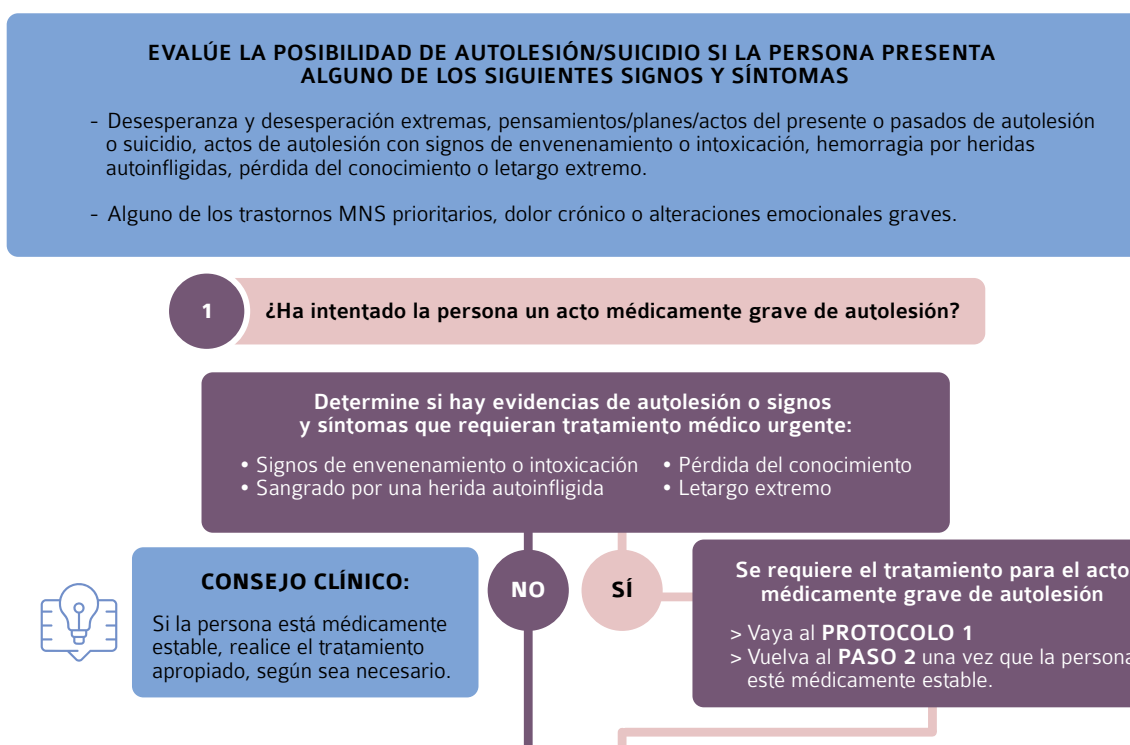 EVALÚE LA POSIBILIDAD DE AUTOLESIÓN/SUICIDIO SI LA PERSONA PRESENTA
ALGUNO DE LOS SIGUIENTES SIGNOS Y SÍNTOMAS
- Desesperanza y desesperación extremas, pensamientos/planes/actos del presente o pasados de autolesión
o suicidio, actos de autolesión con signos de envenenamiento o intoxicación, hemorragia por heridas
autoinfligidas, pérdida del conocimiento o letargo extremo.
- Alguno de los trastornos MNS prioritarios, dolor crónico o alteraciones emocionales graves.
1 ¿Ha intentado la persona un acto médicamente grave de autolesión?
Determine si hay evidencias de autolesión o signos
y síntomas que requieran tratamiento médico urgente:
• Signos de envenenamiento o intoxicación
• Sangrado por una herida autoinfligida
• Pérdida del conocimiento
• Letargo extremo
CONSEJO CLÍNICO:
Si la persona está médicamente
estable, realice el tratamiento
apropiado, según sea necesario.
NO
SÍ
Se requiere el tratamiento para el acto
médicamente grave de autolesión
> Vaya al PROTOCOLO 1
> Vuelva al PASO 2 una vez que la persona
esté médicamente estable.